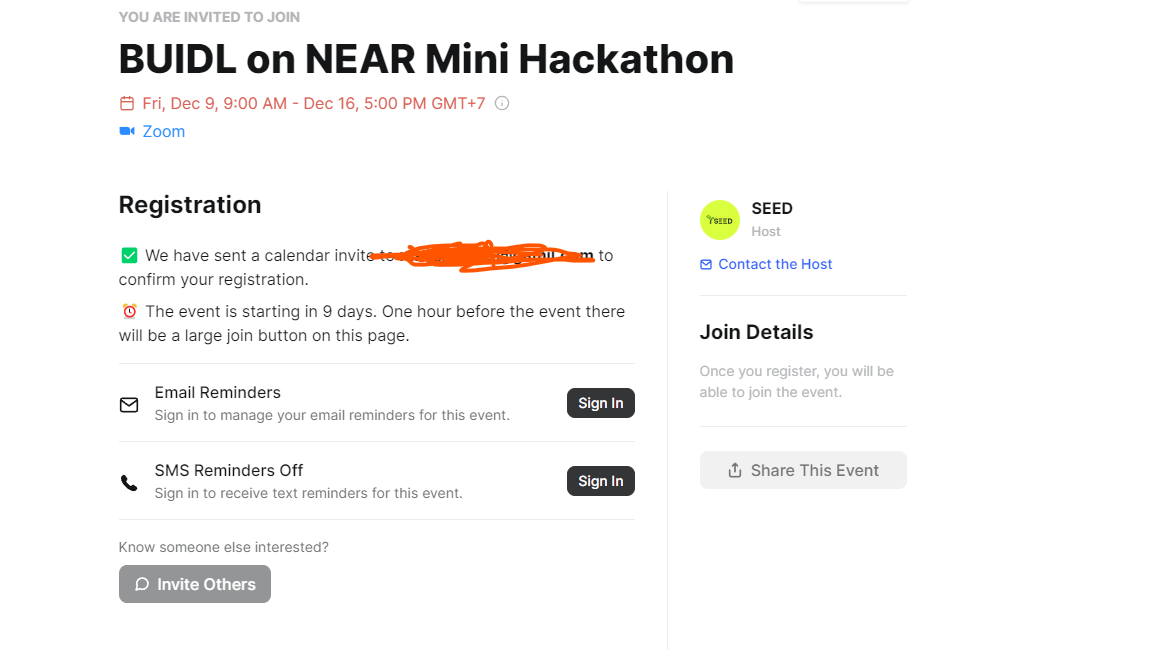 YOU ARE INVITED TO JOIN
BUIDL on NEAR Mini Hackathon
Fri, Dec 9, 9:00 AM - Dec 16, 5:00 PM GMT+7
Zoom
Registration
We have sent a calendar invite to to
confirm your registration.
The event is starting in 9 days. One hour before the event there
will be a large join button on this page.
Email Reminders
Sign in to manage your email reminders for this event.
Sign In
SMS Reminders Off
Sign in to receive text reminders for this event.
Sign In
Know someone else interested?
Invite Others
SEED
SEED
Host
Contact the Host
Join Details
Once you register, you will be
able to join the event.
Share This Event